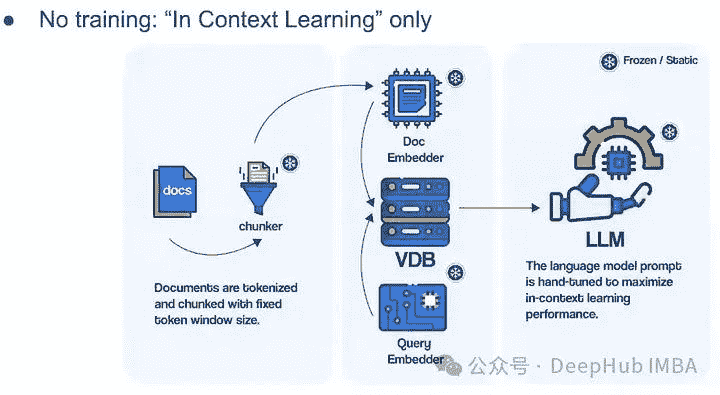 ● No training: “In Context Learning” only
Frozen / Static
docs
chunker
Documents are tokenized
and chunked with fixed
token window size.
Doc
Embedder
VDB
Query
Embedder
LLM
The language model prompt
is hand-tuned to maximize
in-context learning
performance.
公众号 · DeepHub IMBA